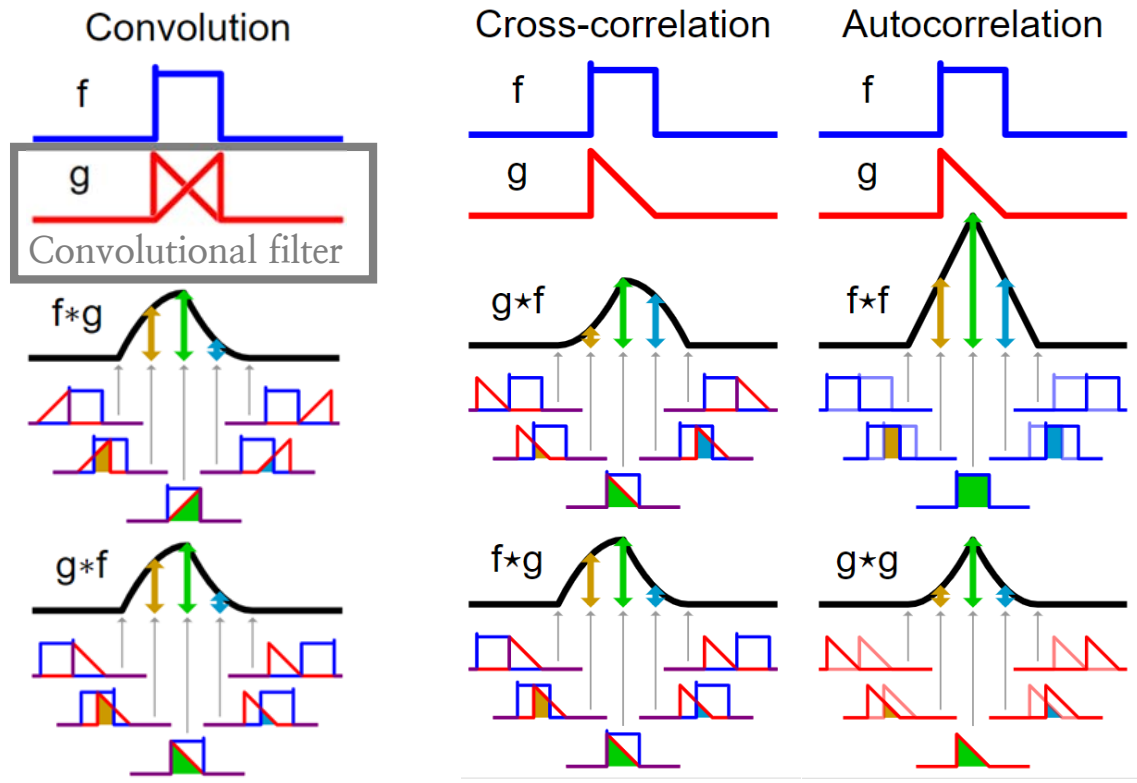 Convolution
f
g
Convolutional filter
f∗g
g∗f
Cross-correlation
f
g
g⋆f
f⋆g
Autocorrelation
f
g
f⋆f
g⋆g